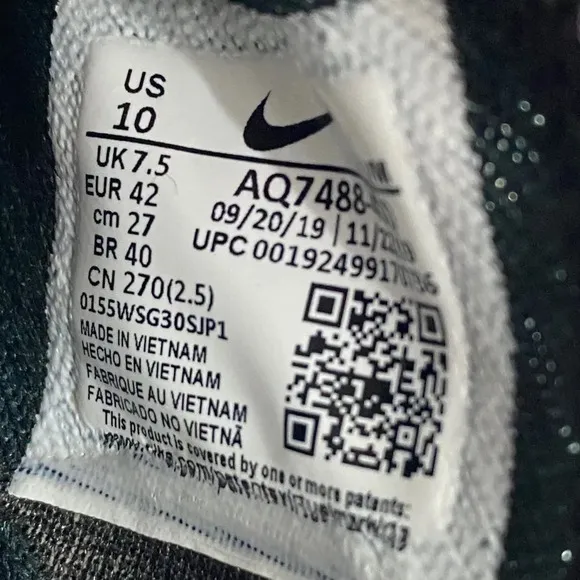 US
10
UK 7.5
EUR 42
cm 27
BR 40
CN 270(2.5)
AQ7488-
09/20/19 | 11/
UPC
0155WSG30SJP1
MADE IN VIETNAM
HECHO EN VIETNAM
FABRIQUE AU VIETNAM
FABRICADO NO VIETNÃ
This product is covered by one or more patents: